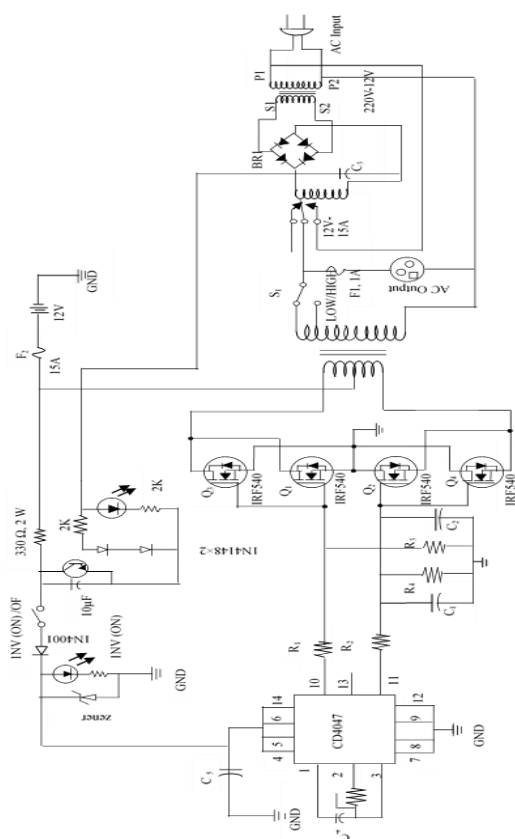 AC Input
P1
P2
220V-12V
S1
S2
BR1
C3
12V-
15A
S1
LOW/HIGH
F1, 1A
AC Output
GND
12V
F2
15A
330 Ω, 2 W
2K
2K
1N4148×2
10µF
1NV (ON) /OF
1N4001
1NV (ON)
zener
GND
Q3
IRF540
Q1
IRF540
Q2
IRF540
Q4
IRF540
C2
R3
R4
C1
R1
R2
10
13
11
14
6
5
4
CD4047
12
9
8
7
1
2
3
C5
GND
GND
C4